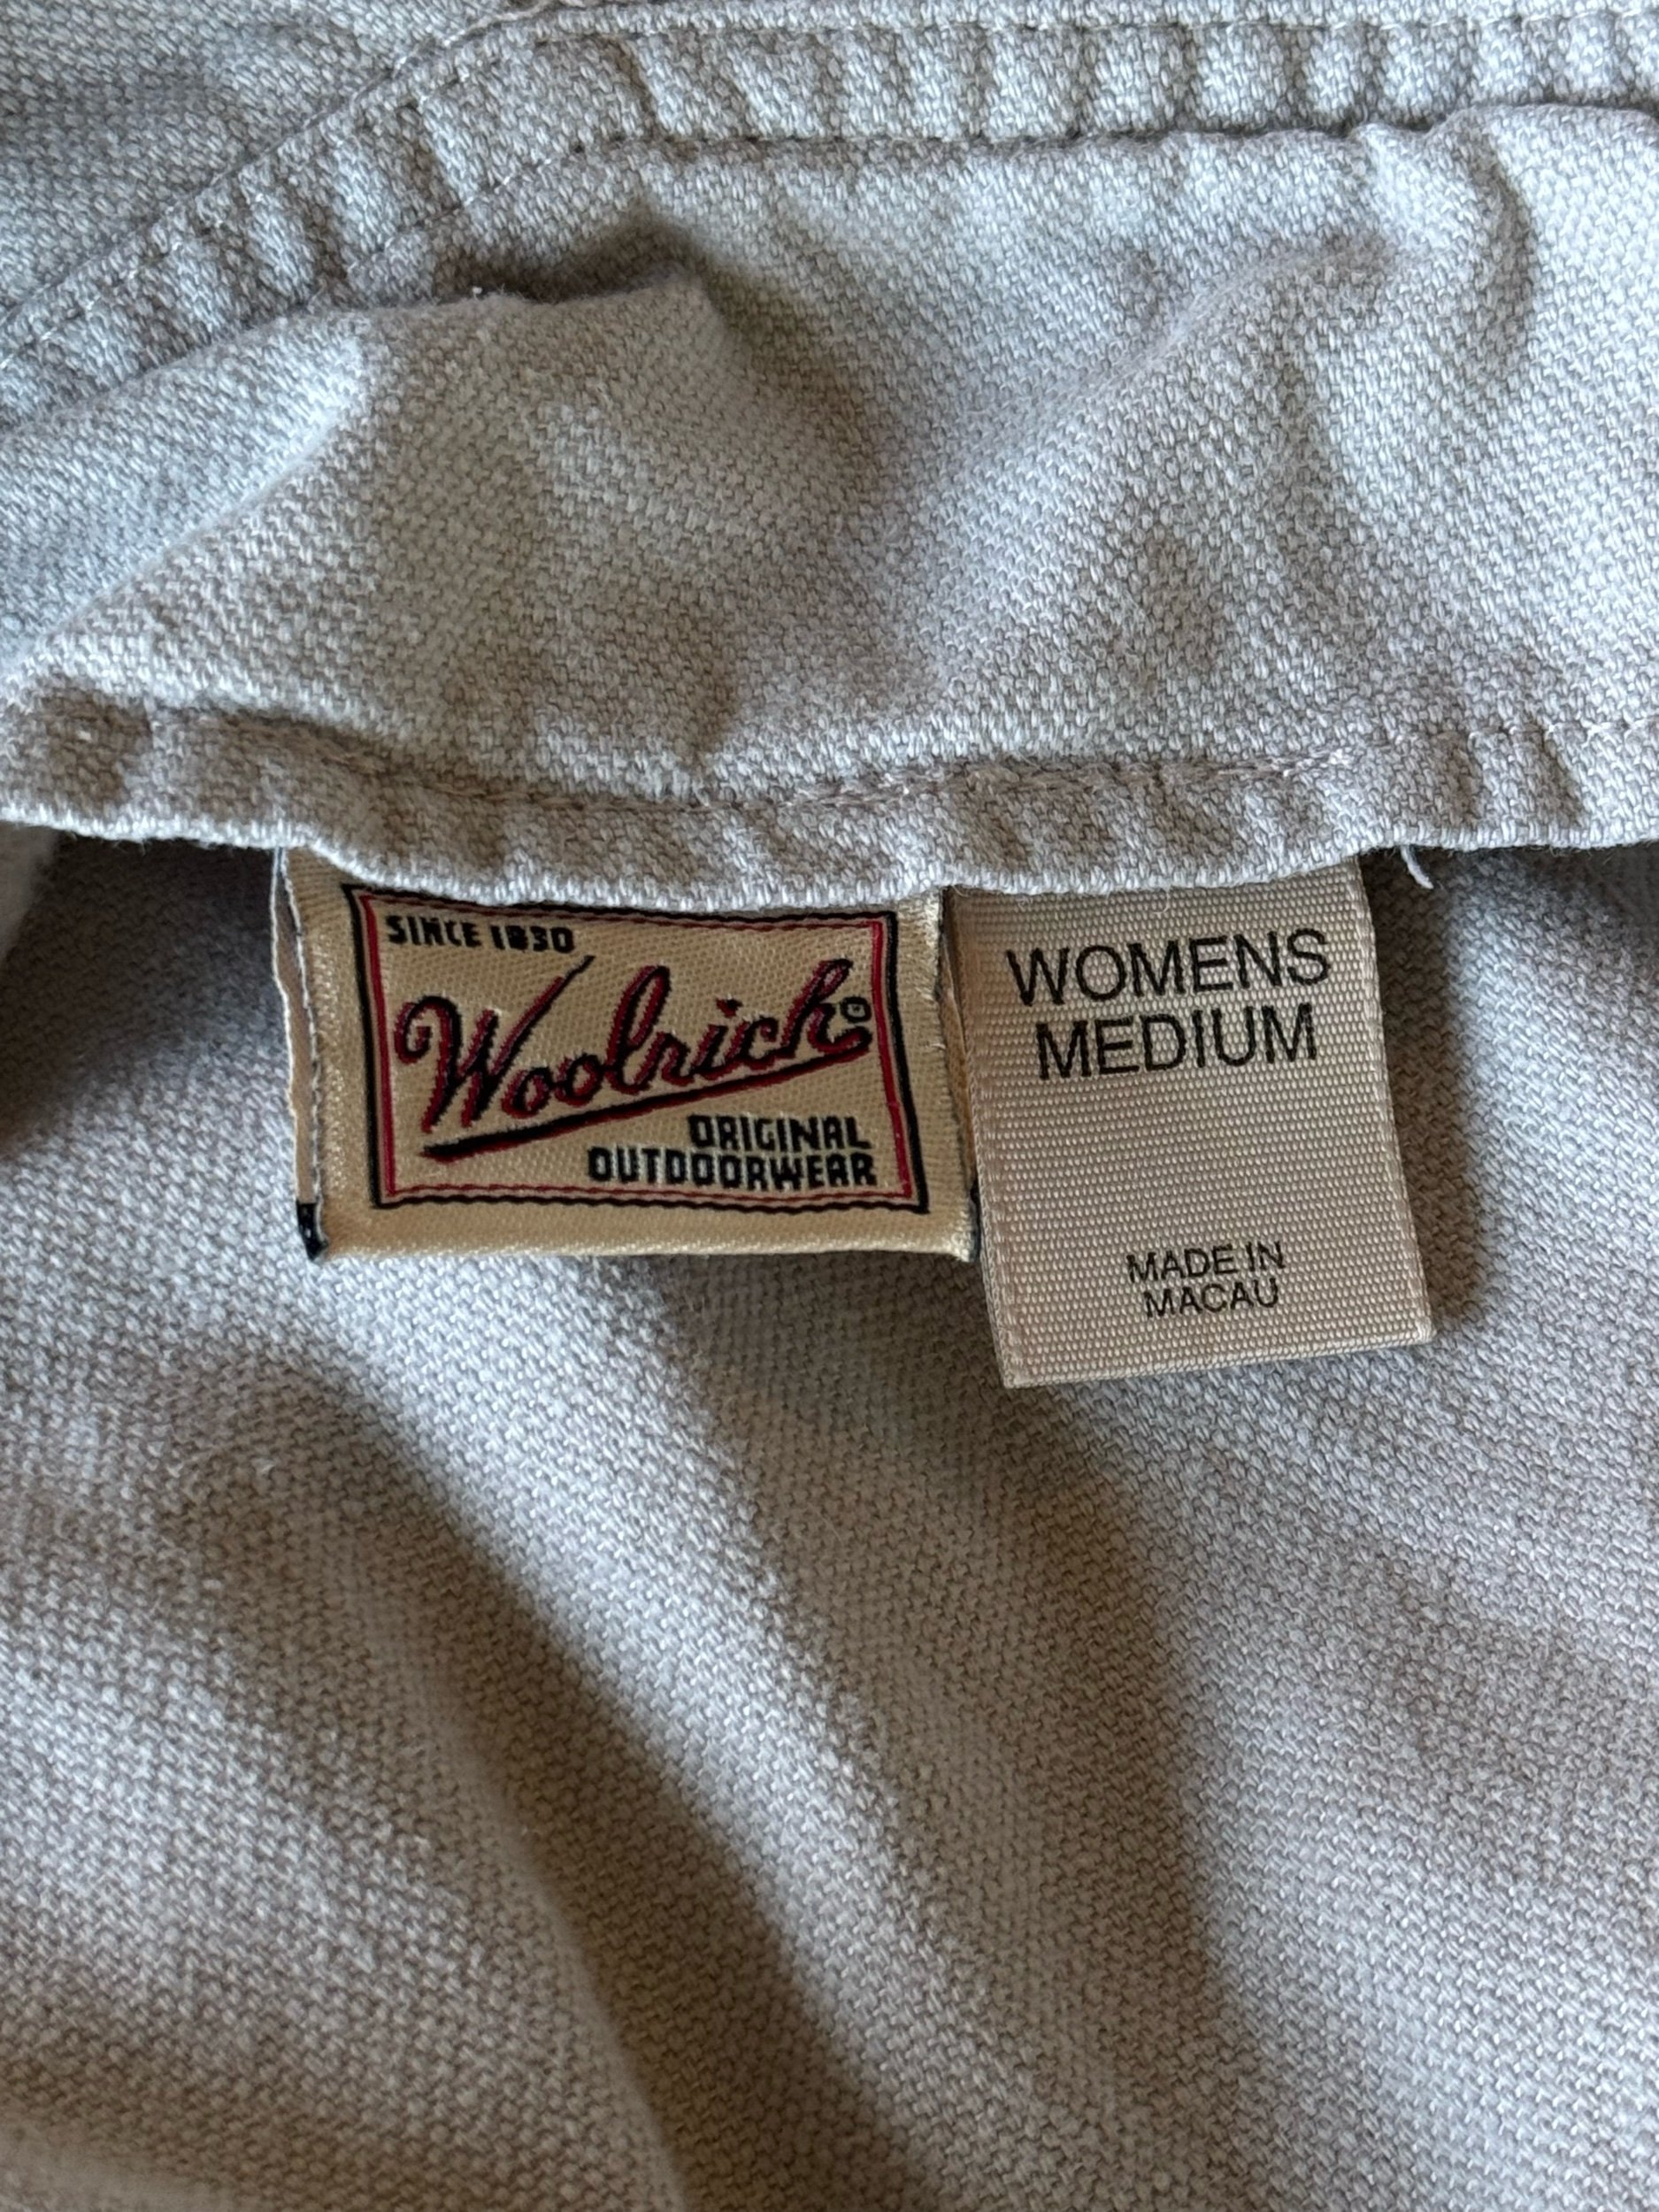 SINCE 1830
Woolrich®
ORIGINAL
OUTDOORWEAR
WOMENS
MEDIUM
MADE IN
MACAU